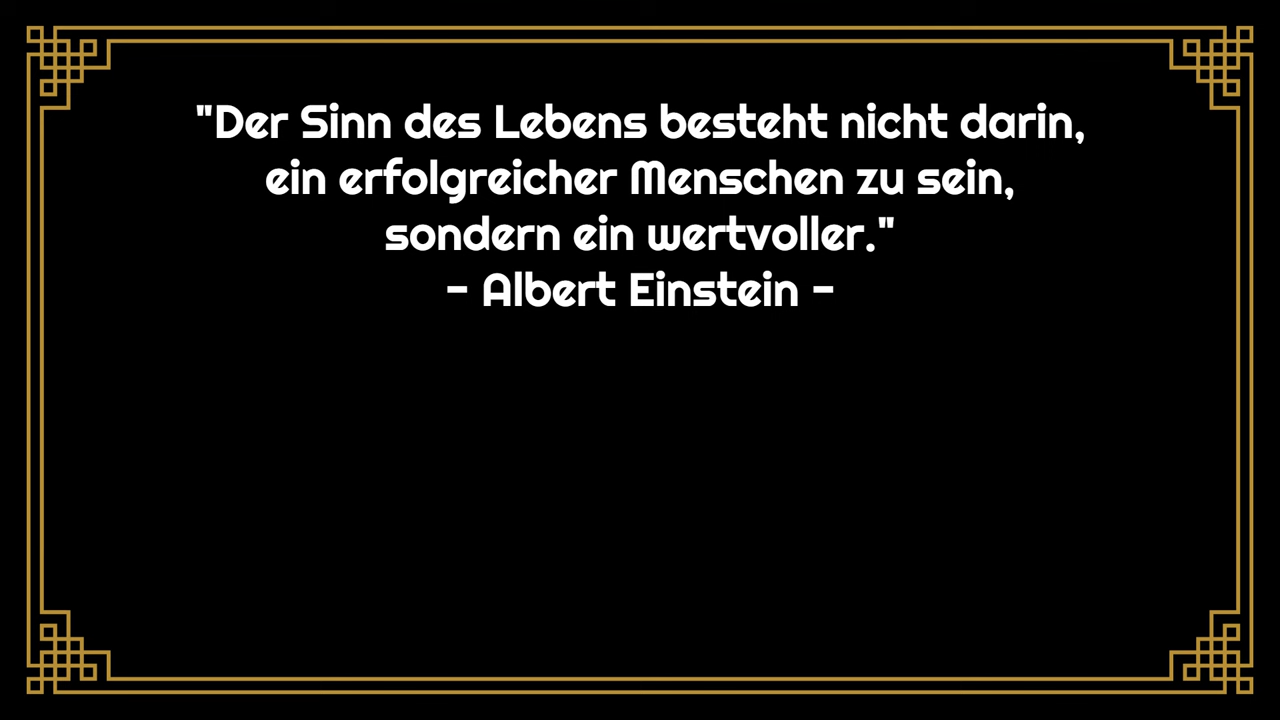 "Der Sinn des Lebens besteht nicht darin,
ein erfolgreicher Menschen zu sein,
sondern ein wertvoller."
- Albert Einstein -